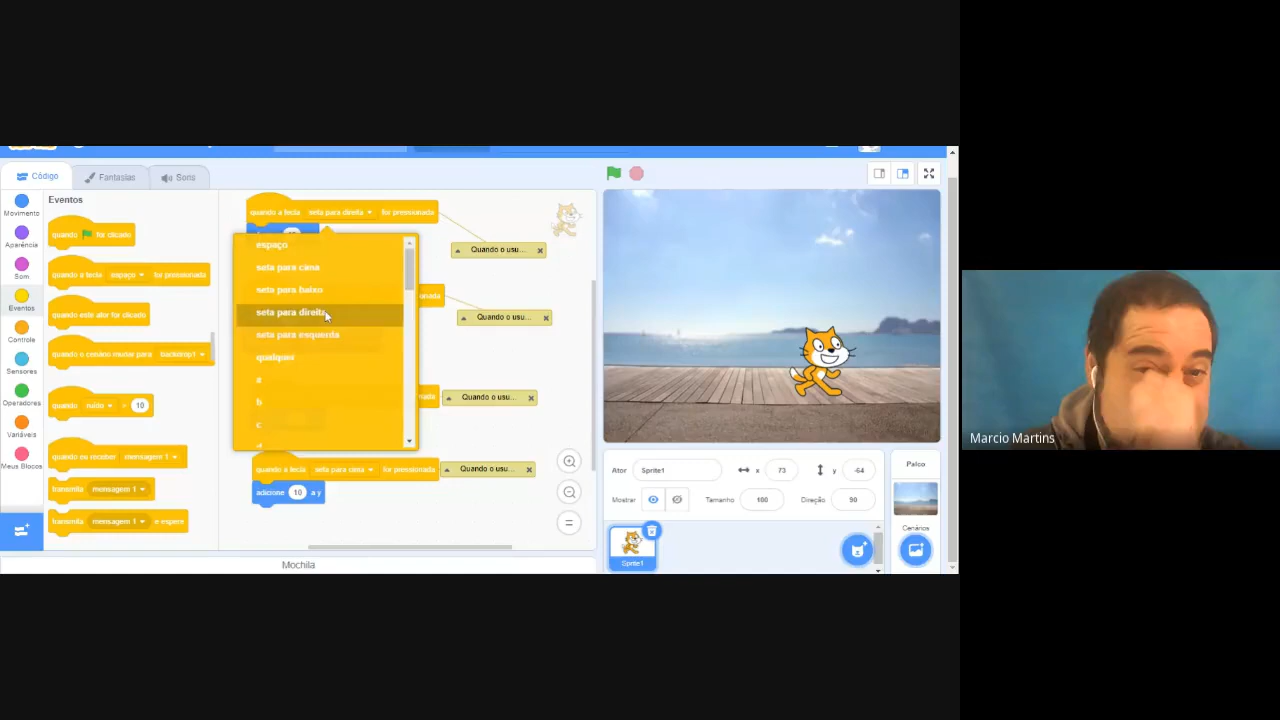 Código
Fantasias
Sons
Movimento
Aparência
Som
Eventos
Controle
Sensores
Operadores
Variáveis
Meus Blocos
Eventos
quando for clicado
quando a tecla espaço for pressionada
quando este ator for clicado
quando o cenário mudar para backdrop1
quando ruído > 10
quando eu receber mensagem 1
transmita mensagem 1
transmita mensagem 1 e espere
quando a tecla seta para direita for pressionada
Quando o usu...
espaço
seta para cima
seta para baixo
seta para direita
seta para esquerda
qualquer
a
b
c
d
Quando o usu...
Quando o usu...
quando a tecla seta para cima for pressionada
Quando o usu...
adicione 10 a y
Mochila
Ator Sprite1 x 73 y -64
Mostrar Tamanho 100 Direção 90
Sprite1
Palco
Cenários
Marcio Martins